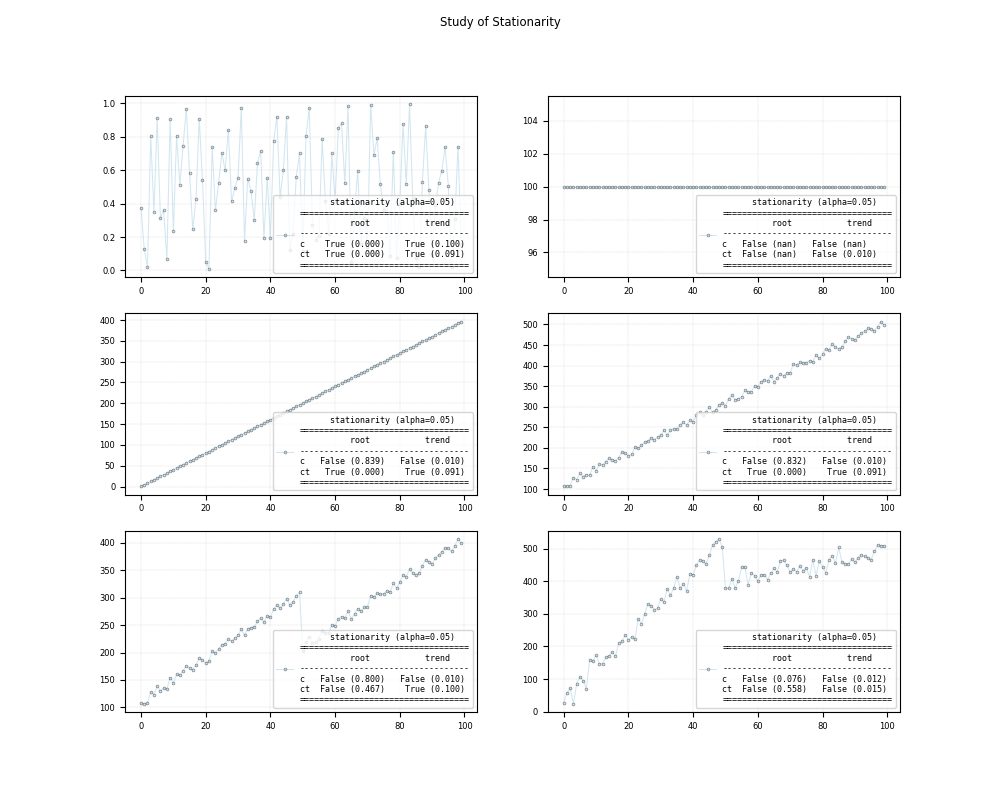 Study of Stationarity
1.0
0.8
0.6
0.4
0.2
0.0
0 20 40 60 80 100
stationarity (alpha=0.05)
==================================
root trend
----------------------------------
c True (0.000) True (0.100)
ct True (0.000) True (0.091)
==================================
104
102
100
98
96
0 20 40 60 80 100
stationarity (alpha=0.05)
==================================
root trend
----------------------------------
c False (nan) False (nan)
ct False (nan) False (0.010)
==================================
400
350
300
250
200
150
100
50
0
0 20 40 60 80 100
stationarity (alpha=0.05)
==================================
root trend
----------------------------------
c False (0.839) False (0.010)
ct True (0.000) True (0.091)
==================================
500
450
400
350
300
250
200
150
100
0 20 40 60 80 100
stationarity (alpha=0.05)
==================================
root trend
----------------------------------
c False (0.832) False (0.010)
ct True (0.000) True (0.091)
==================================
400
350
300
250
200
150
100
0 20 40 60 80 100
stationarity (alpha=0.05)
==================================
root trend
----------------------------------
c False (0.800) False (0.010)
ct False (0.467) True (0.100)
==================================
500
400
300
200
100
0
0 20 40 60 80 100
stationarity (alpha=0.05)
==================================
root trend
----------------------------------
c False (0.076) False (0.012)
ct False (0.558) False (0.015)
==================================